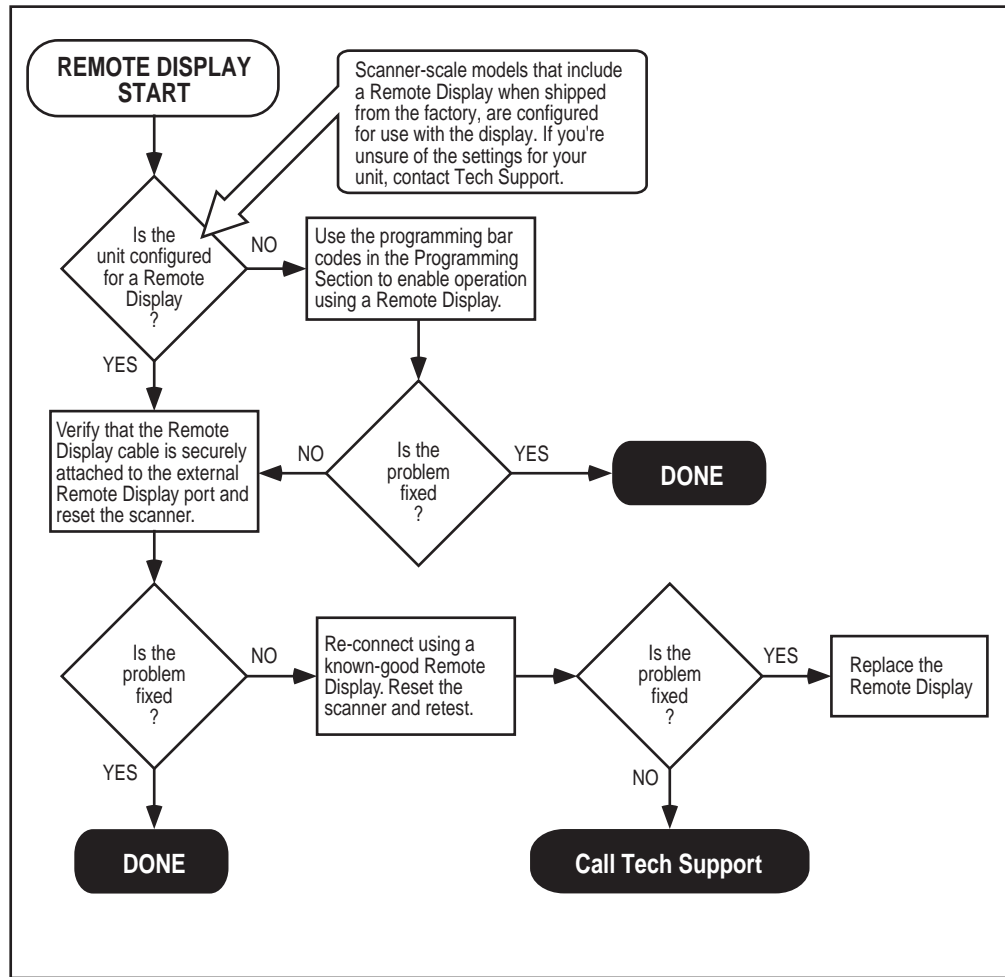 REMOTE DISPLAY
START
Scanner-scale models that include
a Remote Display when shipped
from the factory, are configured
for use with the display. If you're
unsure of the settings for your
unit, contact Tech Support.
Is the
unit configured
for a Remote
Display
?
NO
Use the programming bar
codes in the Programming
Section to enable operation
using a Remote Display.
YES
Verify that the Remote
Display cable is securely
attached to the external
Remote Display port and
reset the scanner.
NO
Is the
problem
fixed
?
YES
DONE
Is the
problem
fixed
?
NO
Re-connect using a
known-good Remote
Display. Reset the
scanner and retest.
Is the
problem
fixed
?
YES
Replace the
Remote Display
YES
NO
DONE
Call Tech Support